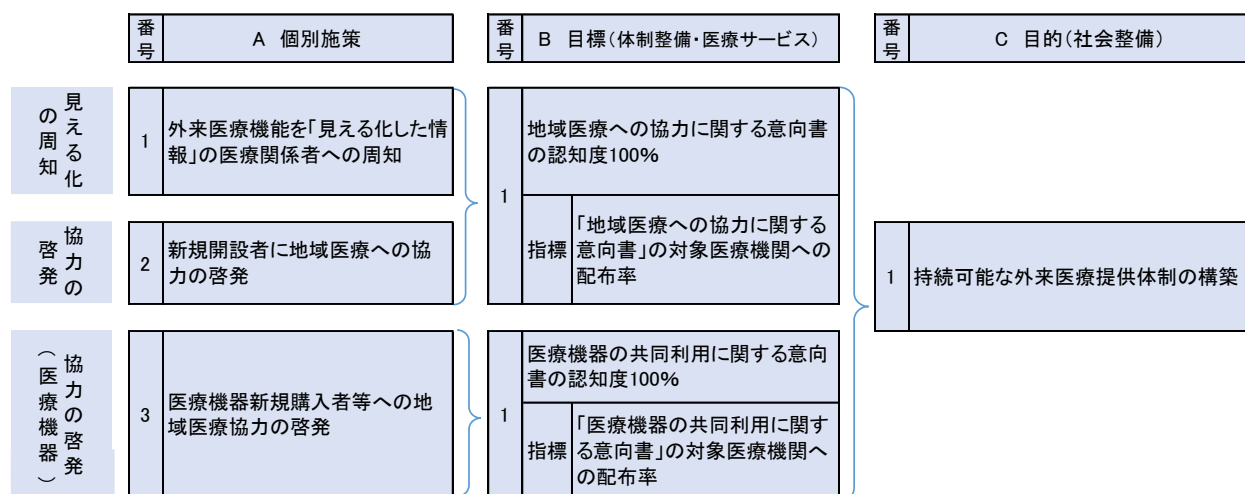 番号
A 個別施策
番号
B 目標(体制整備・医療サービス)
番号
C 目的(社会整備)
見える化の周知
1
外来医療機能を「見える化した情
報」の医療関係者への周知
協力の啓発
2
新規開設者に地域医療への協
力の啓発
協力の啓発(医療機器)
3
医療機器新規購入者等への地
域医療協力の啓発
1
地域医療への協力に関する意向書
の認知度100%
指標
「地域医療への協力に関する
意向書」の対象医療機関への
配布率
1
医療機器の共同利用に関する意向
書の認知度100%
指標
「医療機器の共同利用に関す
る意向書」の対象医療機関へ
の配布率
1
持続可能な外来医療提供体制の構築